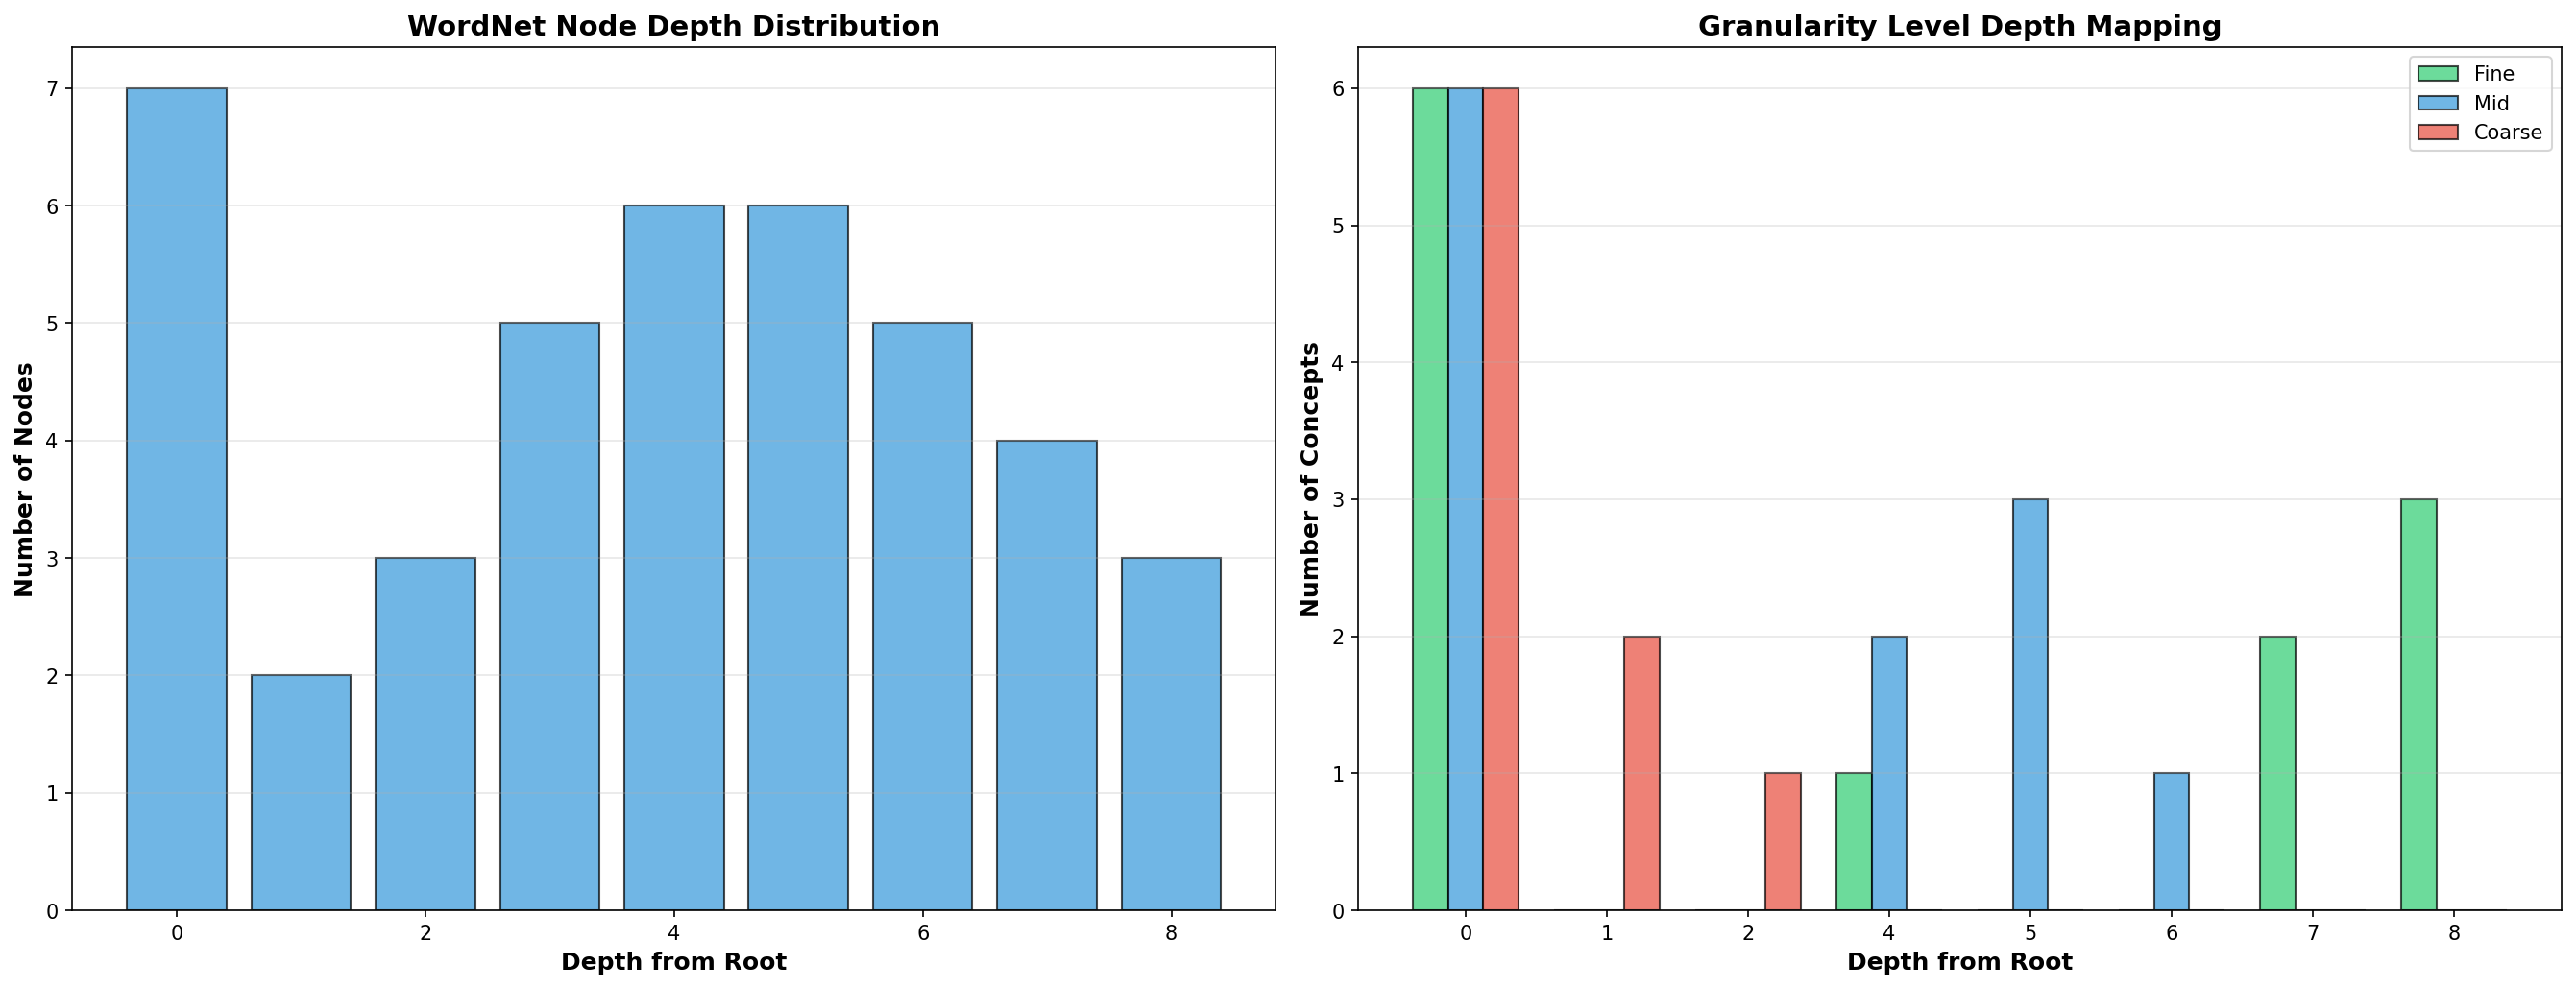 WordNet Node Depth Distribution
Number of Nodes
7
6
5
4
3
2
1
0
0 2 4 6 8
Depth from Root
Granularity Level Depth Mapping
Number of Concepts
6
5
4
3
2
1
0
Fine
Mid
Coarse
0 1 2 4 5 6 7 8
Depth from Root